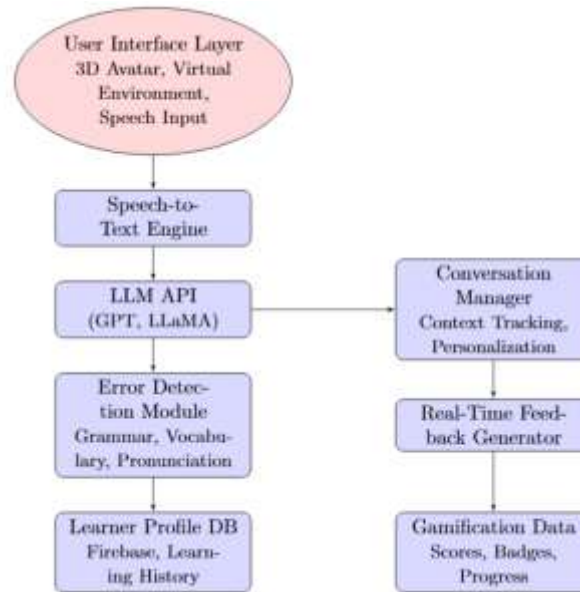 User Interface Layer
3D Avatar, Virtual
Environment,
Speech Input
Speech-to-
Text Engine
LLM API
(GPT, LLaMA)
Error Detec-
tion Module
Grammar, Vocabu-
lary, Pronunciation
Learner Profile DB
Firebase, Learn-
ing History
Conversation
Manager
Context Tracking,
Personalization
Real-Time Feed-
back Generator
Gamification Data
Scores, Badges,
Progress